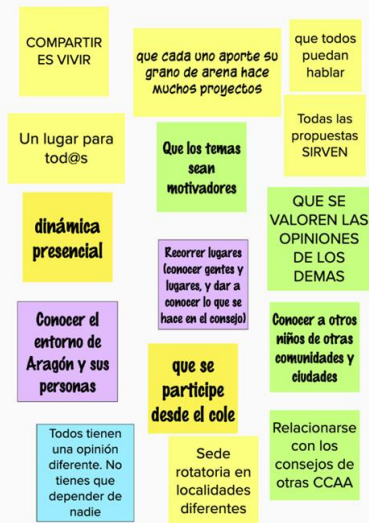 COMPARTIR
ES VIVIR
que cada uno aporte su
grano de arena hace
muchos proyectos
que todos
puedan
hablar
Un lugar para
tod@s
Que los temas
sean
motivadores
Todas las
propuestas
SIRVEN
dinámica
presencial
Recorrer lugares
(conocer gentes y
lugares, y dar a
conocer lo que se
hace en el consejo)
QUE SE
VALOREN LAS
OPINIONES
DE LOS
DEMAS
Conocer el
entorno de
Aragón y sus
personas
que se
participe
desde el cole
Conocer a otros
niños de otras
comunidades y
ciudades
Todos tienen
una opinión
diferente. No
tienes que
depender de
nadie
Sede
rotatoria en
localidades
diferentes
Relacionarse
con los
consejos de
otras CCAA